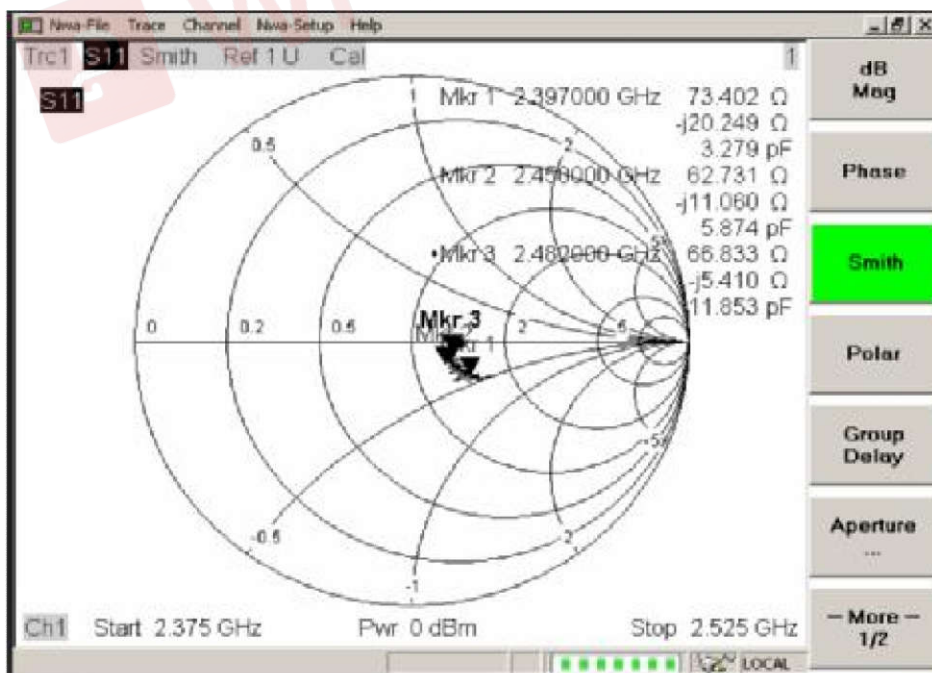 Nwa-File Trace Channel Nwa-Setup Help
Trc1 S11 Smith Ref 1 U Cal 1
S11
Mkr 1 2.397000 GHz 73.402 Ω
-j20.249 Ω
3.279 pF
Mkr 2 2.450000 GHz 62.731 Ω
-j11.060 Ω
5.874 pF
•Mkr 3 2.482000 GHz 66.833 Ω
-j5.410 Ω
11.853 pF
0.5
2
5
Mkr 3
Mkr 1
0 0.2 0.5 2 5
-5
-0.5
-2
-1
Ch1 Start 2.375 GHz Pwr 0 dBm Stop 2.525 GHz
LOCAL
dB
Mag
Phase
Smith
Polar
Group
Delay
Aperture
...
— More —
1/2